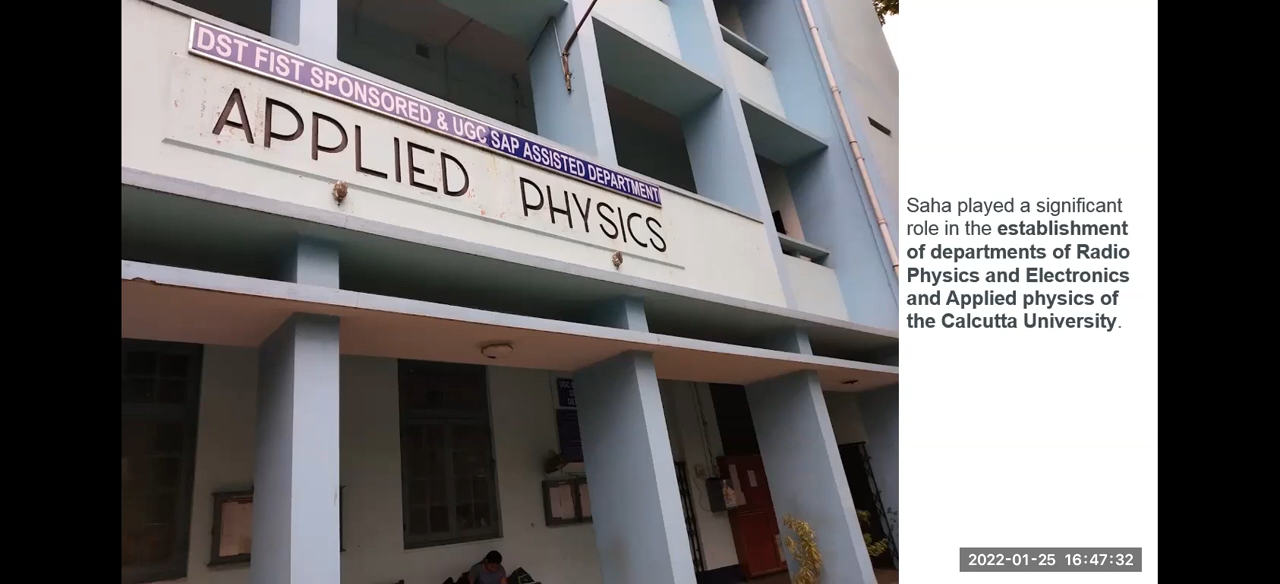 DST FIST SPONSORED & UGC SAP ASSISTED DEPARTMENT
APPLIED PHYSICS
Saha played a significant
role in the establishment
of departments of Radio
Physics and Electronics
and Applied physics of
the Calcutta University.
2022-01-25 16:47:32